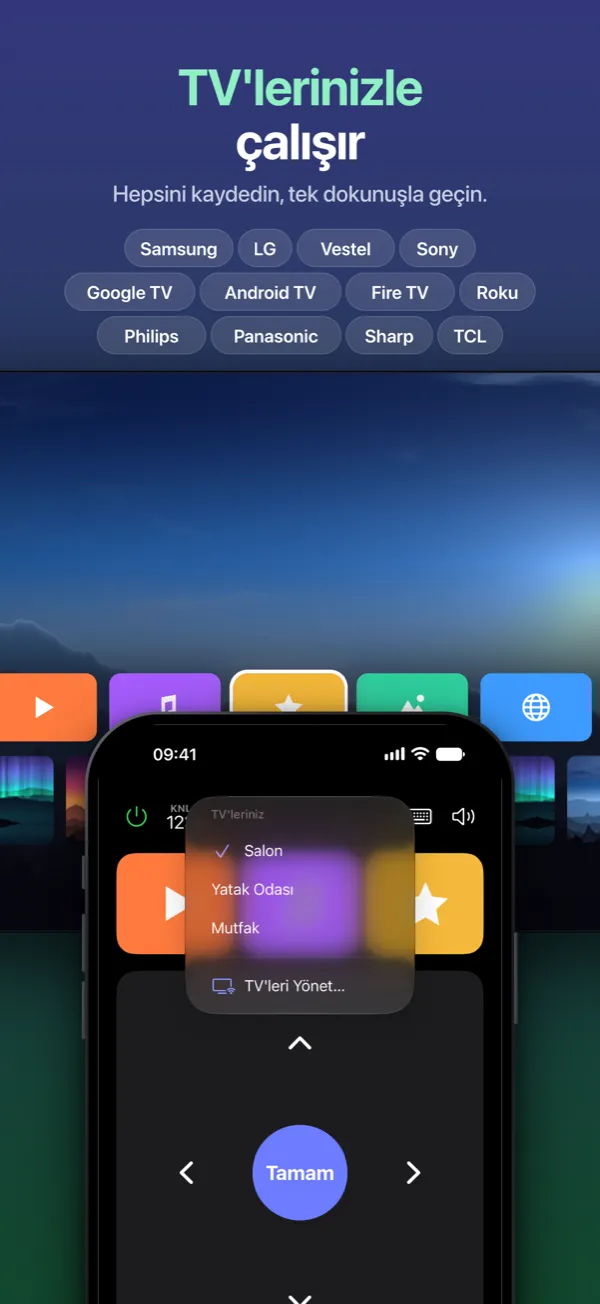 TV'lerinizle
çalışır
Hepsini kaydedin, tek dokunuşla geçin.
Samsung LG Vestel Sony
Google TV Android TV Fire TV Roku
Philips Panasonic Sharp TCL
09:41
TV'leriniz
KNL
Salon
Yatak Odası
Mutfak
TV'leri Yönet...
Tamam